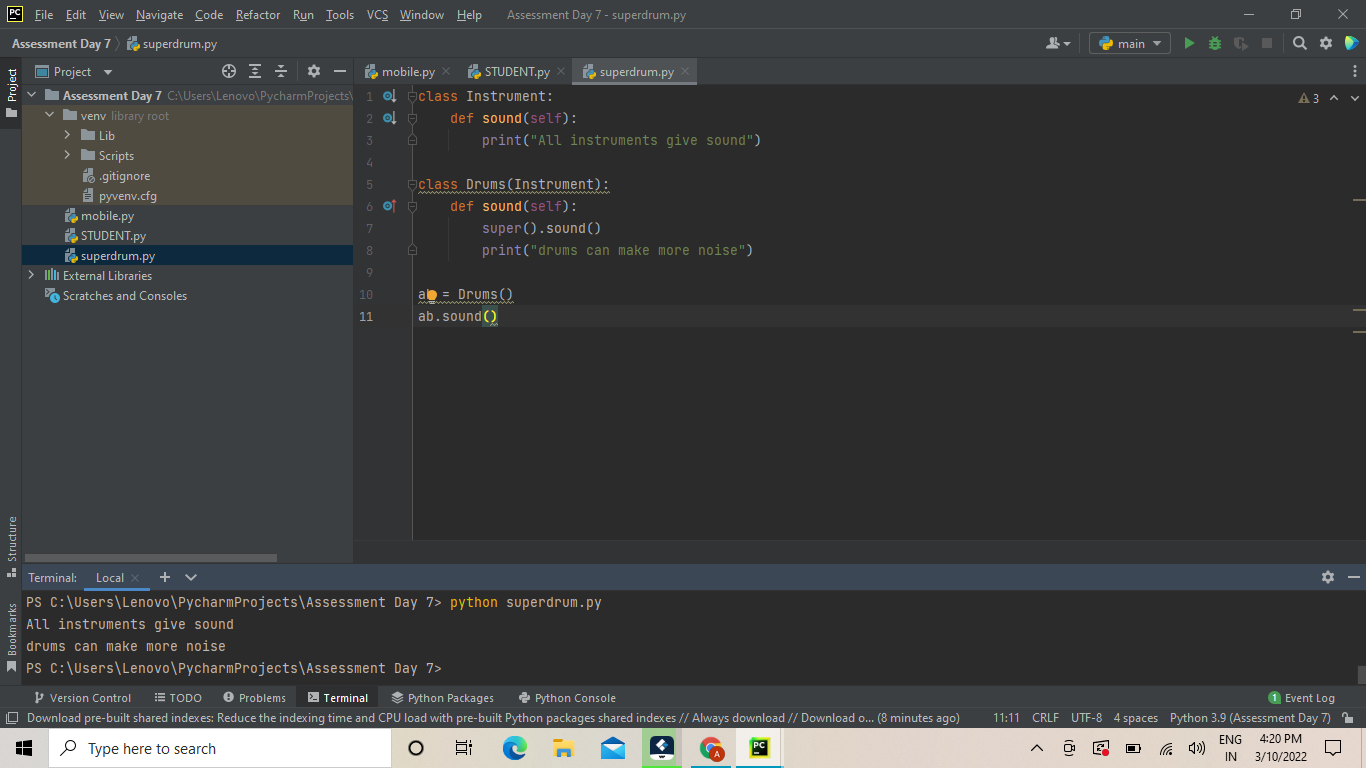 PC File Edit View Navigate Code Refactor Run Tools VCS Window Help Assessment Day 7 - superdrum.py
Assessment Day 7 superdrum.py main
Project
Project
mobile.py STUDENT.py superdrum.py
Assessment Day 7 C:\Users\Lenovo\PycharmProjects\
venv library root
Lib
Scripts
.gitignore
pyvenv.cfg
mobile.py
STUDENT.py
superdrum.py
External Libraries
Scratches and Consoles
3
1 class Instrument:
2 def sound(self):
3 print("All instruments give sound")
4
5 class Drums(Instrument):
6 def sound(self):
7 super().sound()
8 print("drums can make more noise")
9
10 = Drums()
11 ab.sound()
Structure
Bookmarks
Terminal: Local
PS C:\Users\Lenovo\PycharmProjects\Assessment Day 7> python superdrum.py
All instruments give sound
drums can make more noise
PS C:\Users\Lenovo\PycharmProjects\Assessment Day 7>
Version Control TODO Problems Terminal Python Packages Python Console 1 Event Log
Download pre-built shared indexes: Reduce the indexing time and CPU load with pre-built Python packages shared indexes // Always download // Download o... (8 minutes ago) 11:11 CRLF UTF-8 4 spaces Python 3.9 (Assessment Day 7)
Type here to search A PC ENG 4:20 PM
IN 3/10/2022